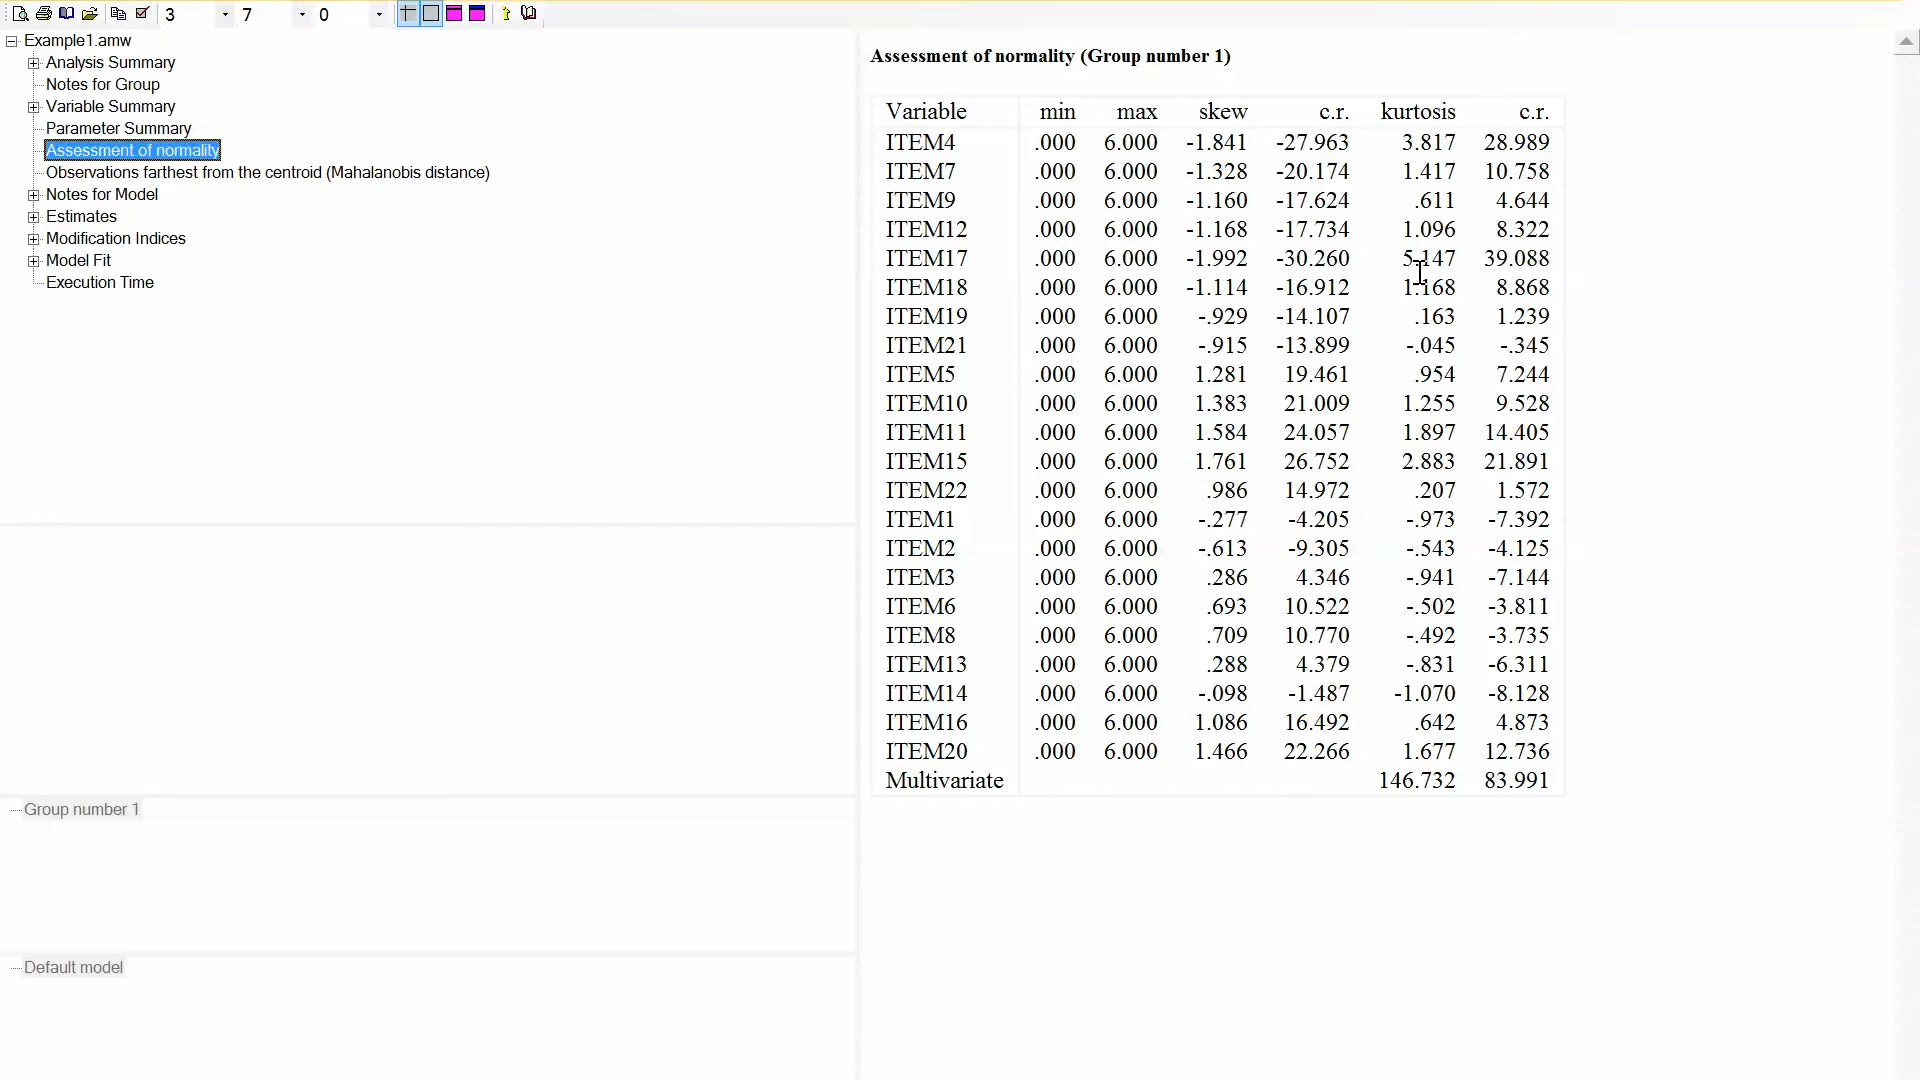 3 7 0
Example1.amw
Analysis Summary
Notes for Group
Variable Summary
Parameter Summary
Assessment of normality
Observations farthest from the centroid (Mahalanobis distance)
Notes for Model
Estimates
Modification Indices
Model Fit
Execution Time
Group number 1
Default model
Assessment of normality (Group number 1)
Variable min max skew c.r. kurtosis c.r.
ITEM4 .000 6.000 -1.841 -27.963 3.817 28.989
ITEM7 .000 6.000 -1.328 -20.174 1.417 10.758
ITEM9 .000 6.000 -1.160 -17.624 .611 4.644
ITEM12 .000 6.000 -1.168 -17.734 1.096 8.322
ITEM17 .000 6.000 -1.992 -30.260 5.147 39.088
ITEM18 .000 6.000 -1.114 -16.912 1.168 8.868
ITEM19 .000 6.000 -.929 -14.107 .163 1.239
ITEM21 .000 6.000 -.915 -13.899 -.045 -.345
ITEM5 .000 6.000 1.281 19.461 .954 7.244
ITEM10 .000 6.000 1.383 21.009 1.255 9.528
ITEM11 .000 6.000 1.584 24.057 1.897 14.405
ITEM15 .000 6.000 1.761 26.752 2.883 21.891
ITEM22 .000 6.000 .986 14.972 .207 1.572
ITEM1 .000 6.000 -.277 -4.205 -.973 -7.392
ITEM2 .000 6.000 -.613 -9.305 -.543 -4.125
ITEM3 .000 6.000 .286 4.346 -.941 -7.144
ITEM6 .000 6.000 .693 10.522 -.502 -3.811
ITEM8 .000 6.000 .709 10.770 -.492 -3.735
ITEM13 .000 6.000 .288 4.379 -.831 -6.311
ITEM14 .000 6.000 -.098 -1.487 -1.070 -8.128
ITEM16 .000 6.000 1.086 16.492 .642 4.873
ITEM20 .000 6.000 1.466 22.266 1.677 12.736
Multivariate 146.732 83.991